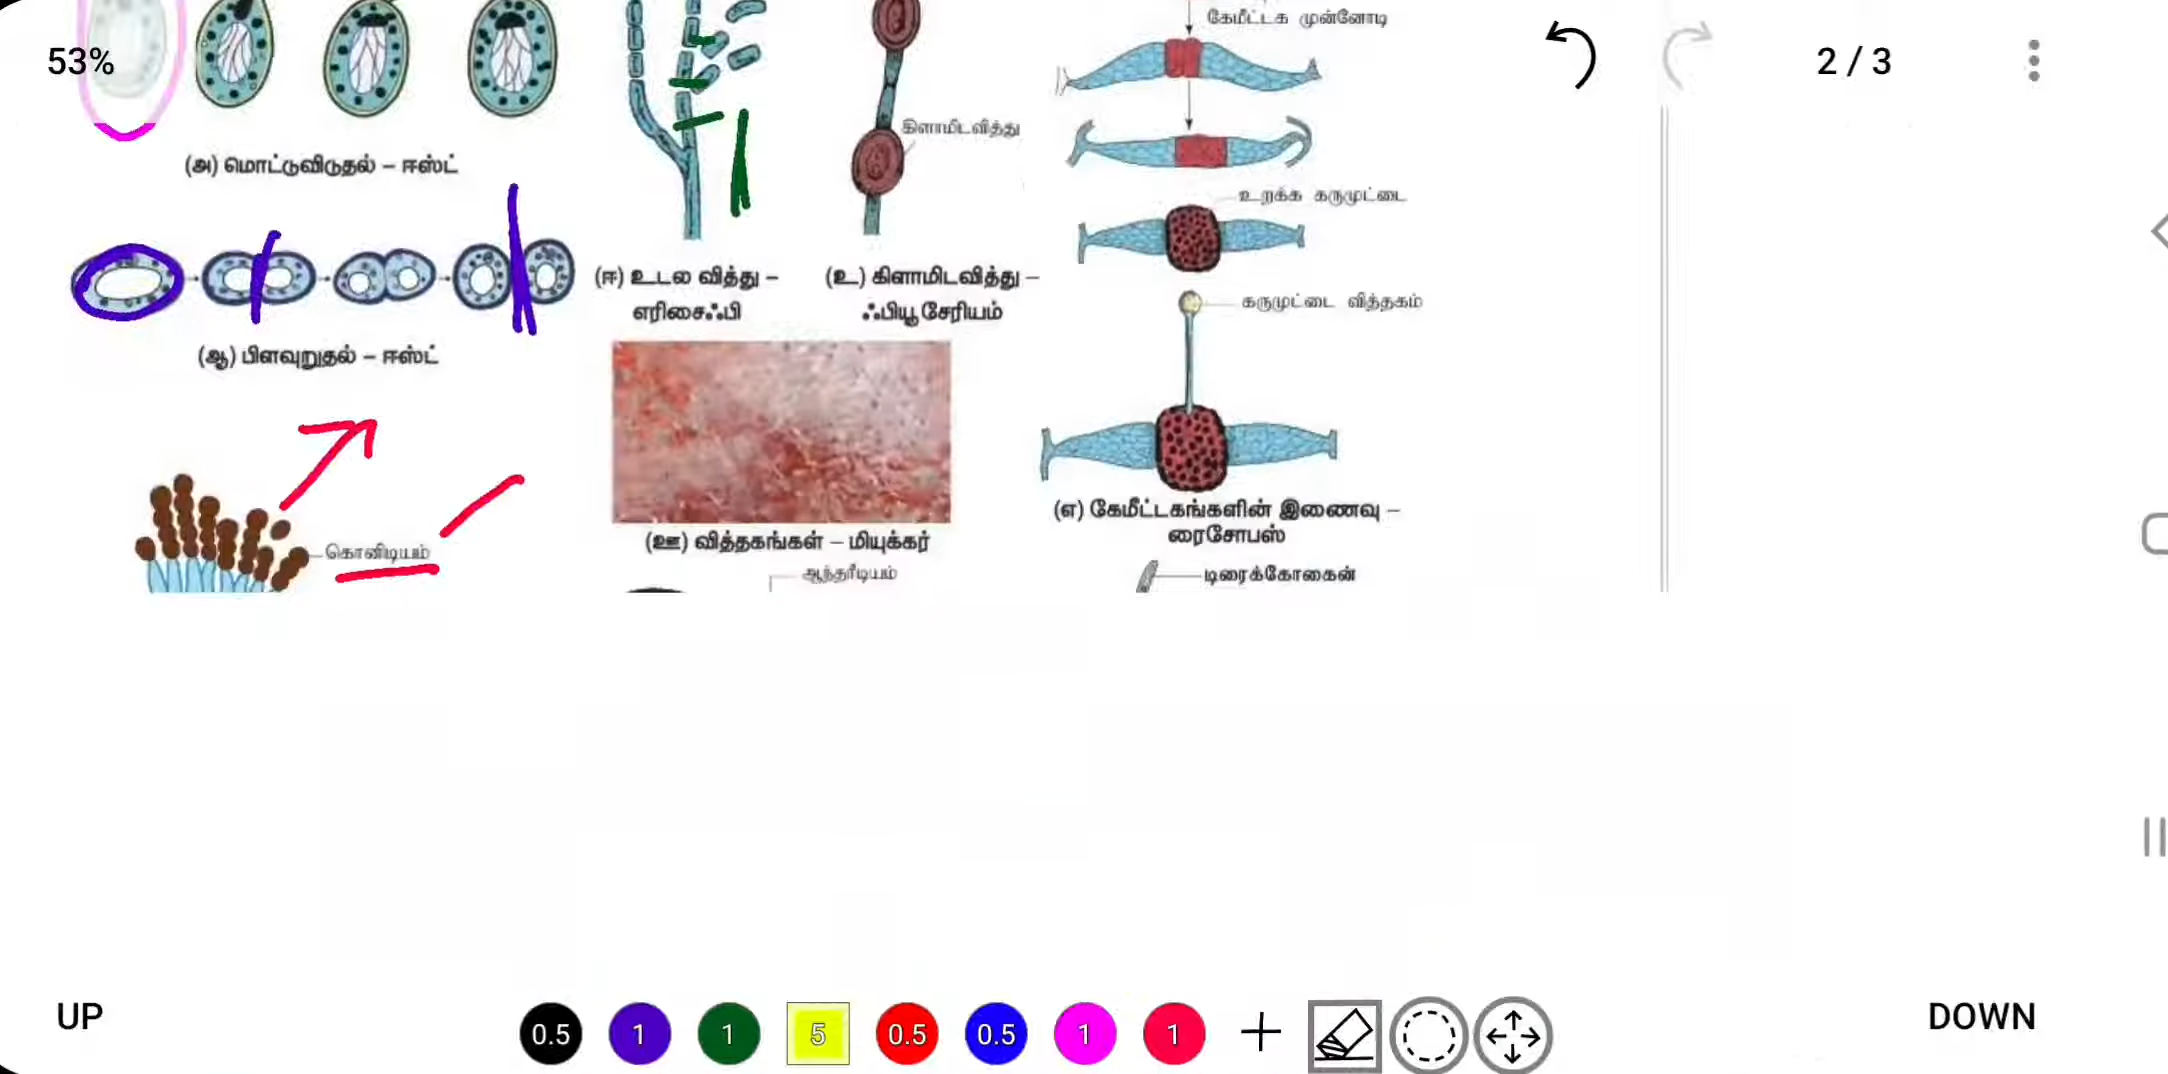 53%
2 / 3
கேமீட்டக முன்னோடி
(அ) மொட்டுவிடுதல் – ஈஸ்ட்
கிளாமிடவித்து
உறக்க கருமுட்டை
(ஈ) உடல வித்து –
எரிசைஃபி
(உ) கிளாமிடவித்து –
ஃபியூசேரியம்
கருமுட்டை வித்தகம்
(ஆ) பிளவுறுதல் – ஈஸ்ட்
(எ) கேமீட்டகங்களின் இணைவு –
ரைசோபஸ்
(ஊ) வித்தகங்கள் – மியுக்கர்
கொனிடியம்
ஆந்தரீடியம்
டிரைக்கோகைன்
UP
0.5 1 1 5 0.5 0.5 1 1 +
DOWN